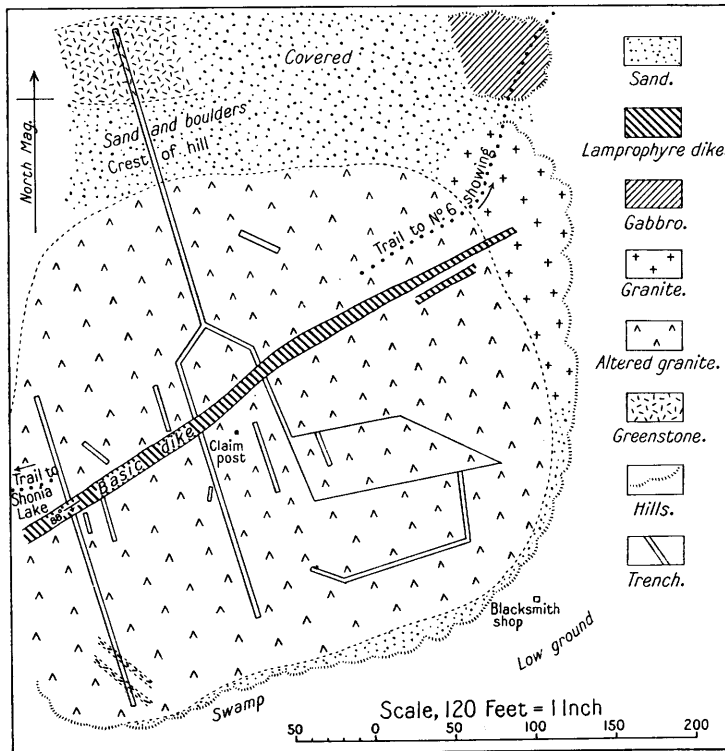 Covered
Sand and boulders
Crest of hill
North Mag.
Trail to Nº 6 showing
Claim post
Basic dike
88°
Trail to
Shonia
Lake
Blacksmith
shop
Low ground
Swamp
Sand.
Lamprophyre dike.
Gabbro.
Granite.
Altered granite.
Greenstone.
Hills.
Trench.
Scale, 120 Feet = 1 Inch
50 0 50 100 150 200